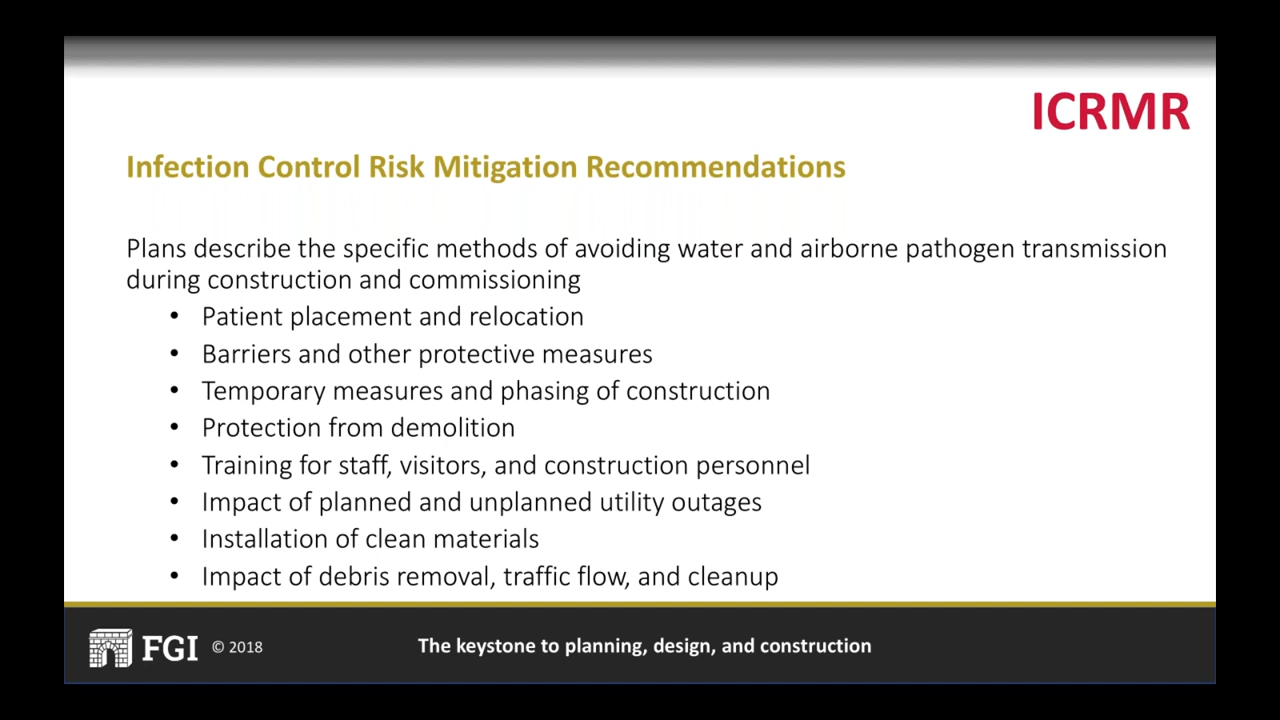 ICRMR
Infection Control Risk Mitigation Recommendations
Plans describe the specific methods of avoiding water and airborne pathogen transmission
during construction and commissioning
• Patient placement and relocation
• Barriers and other protective measures
• Temporary measures and phasing of construction
• Protection from demolition
• Training for staff, visitors, and construction personnel
• Impact of planned and unplanned utility outages
• Installation of clean materials
• Impact of debris removal, traffic flow, and cleanup
FGI © 2018 The keystone to planning, design, and construction